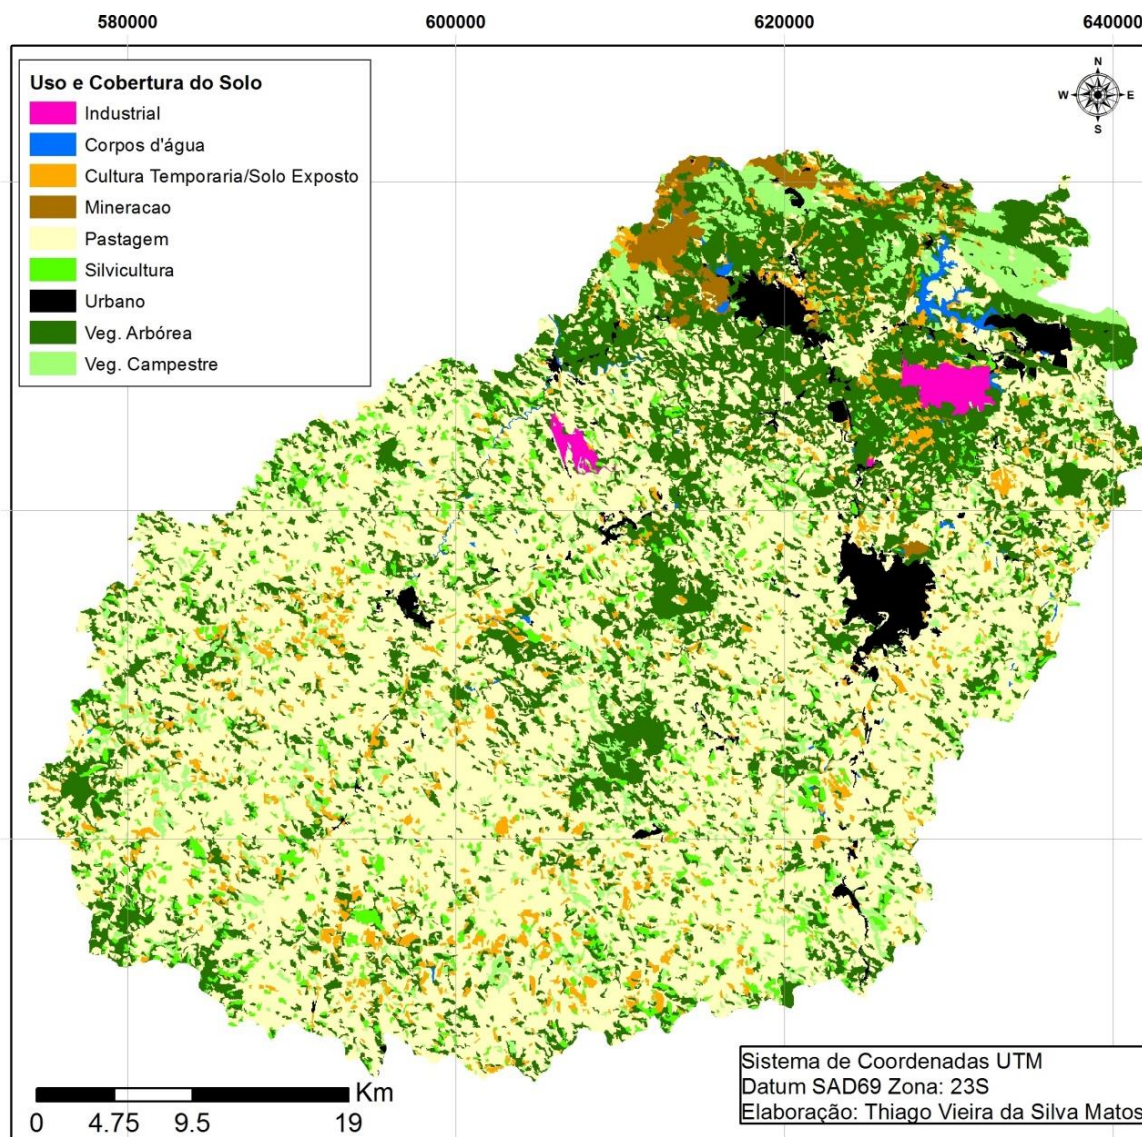 580000 600000 620000 640000
Uso e Cobertura do Solo
Industrial
Corpos d'água
Cultura Temporaria/Solo Exposto
Mineracao
Pastagem
Silvicultura
Urbano
Veg. Arbórea
Veg. Campestre
N
W E
S
Km
0 4.75 9.5 19
Sistema de Coordenadas UTM
Datum SAD69 Zona: 23S
Elaboração: Thiago Vieira da Silva Matos